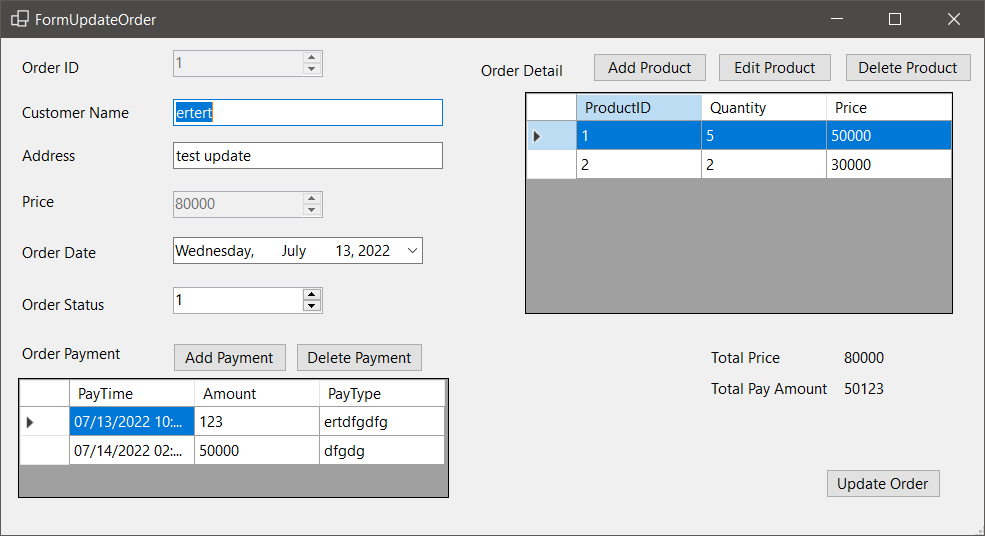 FormUpdateOrder
Order ID 1
Customer Name ertert
Address test update
Price 80000
Order Date Wednesday, July 13, 2022
Order Status 1
Order Payment Add Payment Delete Payment
PayTime Amount PayType
07/13/2022 10:... 123 ertdfgdfg
07/14/2022 02:... 50000 dfgdg
Order Detail Add Product Edit Product Delete Product
ProductID Quantity Price
1 5 50000
2 2 30000
Total Price 80000
Total Pay Amount 50123
Update Order